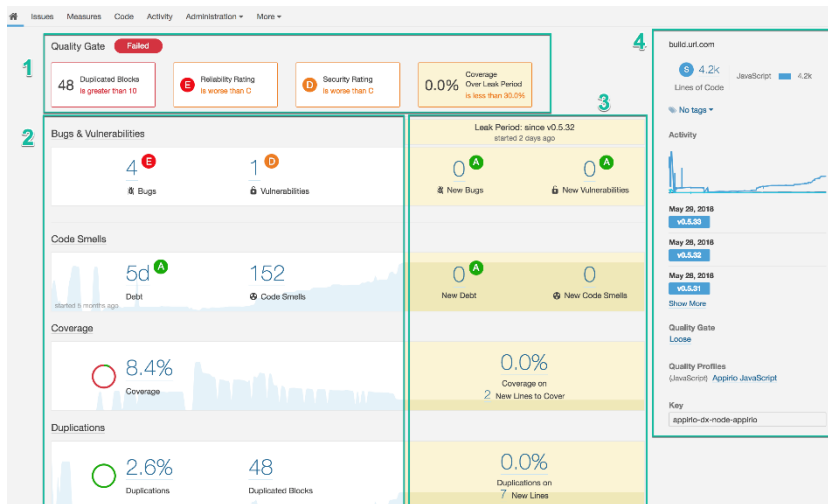 Issues Measures Code Activity Administration More
1
2
3
4
Quality Gate Failed
48 Duplicated Blocks
is greater than 10
E Reliability Rating
is worse than C
D Security Rating
is worse than C
0.0% Coverage
Over Leak Period
is less than 30.0%
Bugs & Vulnerabilities
Leak Period: since v0.5.32
started 2 days ago
4 E
Bugs
1 D
Vulnerabilities
0 A
New Bugs
0 A
New Vulnerabilities
Code Smells
5d A
Debt
started 5 months ago
152
Code Smells
0 A
New Debt
0
New Code Smells
Coverage
8.4%
Coverage
0.0%
Coverage on
2 New Lines to Cover
Duplications
2.6%
Duplications
48
Duplicated Blocks
0.0%
Duplications on
7 New Lines
build.url.com
S 4.2k
Lines of Code
JavaScript 4.2k
No tags
Activity
May 29, 2016
v0.5.33
May 28, 2016
v0.5.32
May 28, 2016
v0.5.31
Show More
Quality Gate
Loose
Quality Profiles
(JavaScript) Appirio JavaScript
Key
appirio-dx-node-appirio